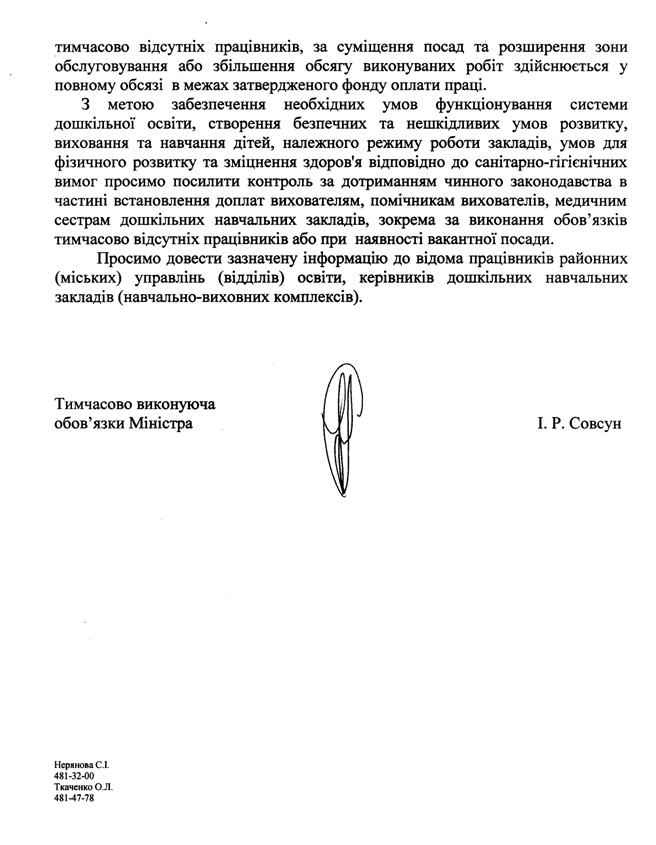 тимчасово відсутніх працівників, за суміщення посад та розширення зони
обслуговування або збільшення обсягу виконуваних робіт здійснюється у
повному обсязі в межах затвердженого фонду оплати праці.
З метою забезпечення необхідних умов функціонування системи
дошкільної освіти, створення безпечних та нешкідливих умов розвитку,
виховання та навчання дітей, належного режиму роботи закладів, умов для
фізичного розвитку та зміцнення здоров'я відповідно до санітарно-гігієнічних
вимог просимо посилити контроль за дотриманням чинного законодавства в
частині встановлення доплат вихователям, помічникам вихователів, медичним
сестрам дошкільних навчальних закладів, зокрема за виконання обов’язків
тимчасово відсутніх працівників або при наявності вакантної посади.
Просимо довести зазначену інформацію до відома працівників районних
(міських) управлінь (відділів) освіти, керівників дошкільних навчальних
закладів (навчально-виховних комплексів).
Тимчасово виконуюча
обов’язки Міністра І. Р. Совсун
Нерянова С.І.
481-32-00
Ткаченко О.Л.
481-47-78